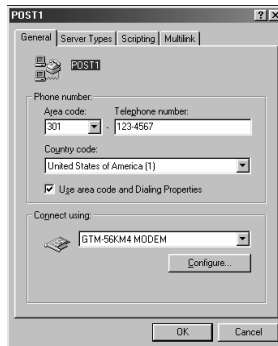 POST1
General Server Types Scripting Multilink
POST1
Phone number:
Area code: Telephone number:
301 - 123-4567
Country code:
United States of America (1)
Use area code and Dialing Properties
Connect using:
GTM-56KM4 MODEM
Configure...
OK Cancel